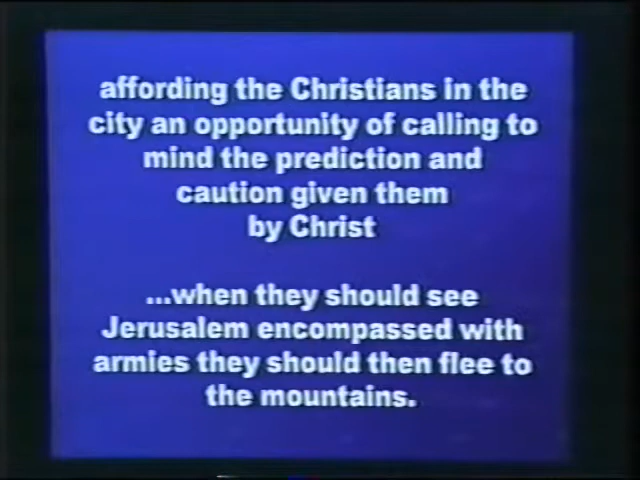 affording the Christians in the
city an opportunity of calling to
mind the prediction and
caution given them
by Christ
...when they should see
Jerusalem encompassed with
armies they should then flee to
the mountains.